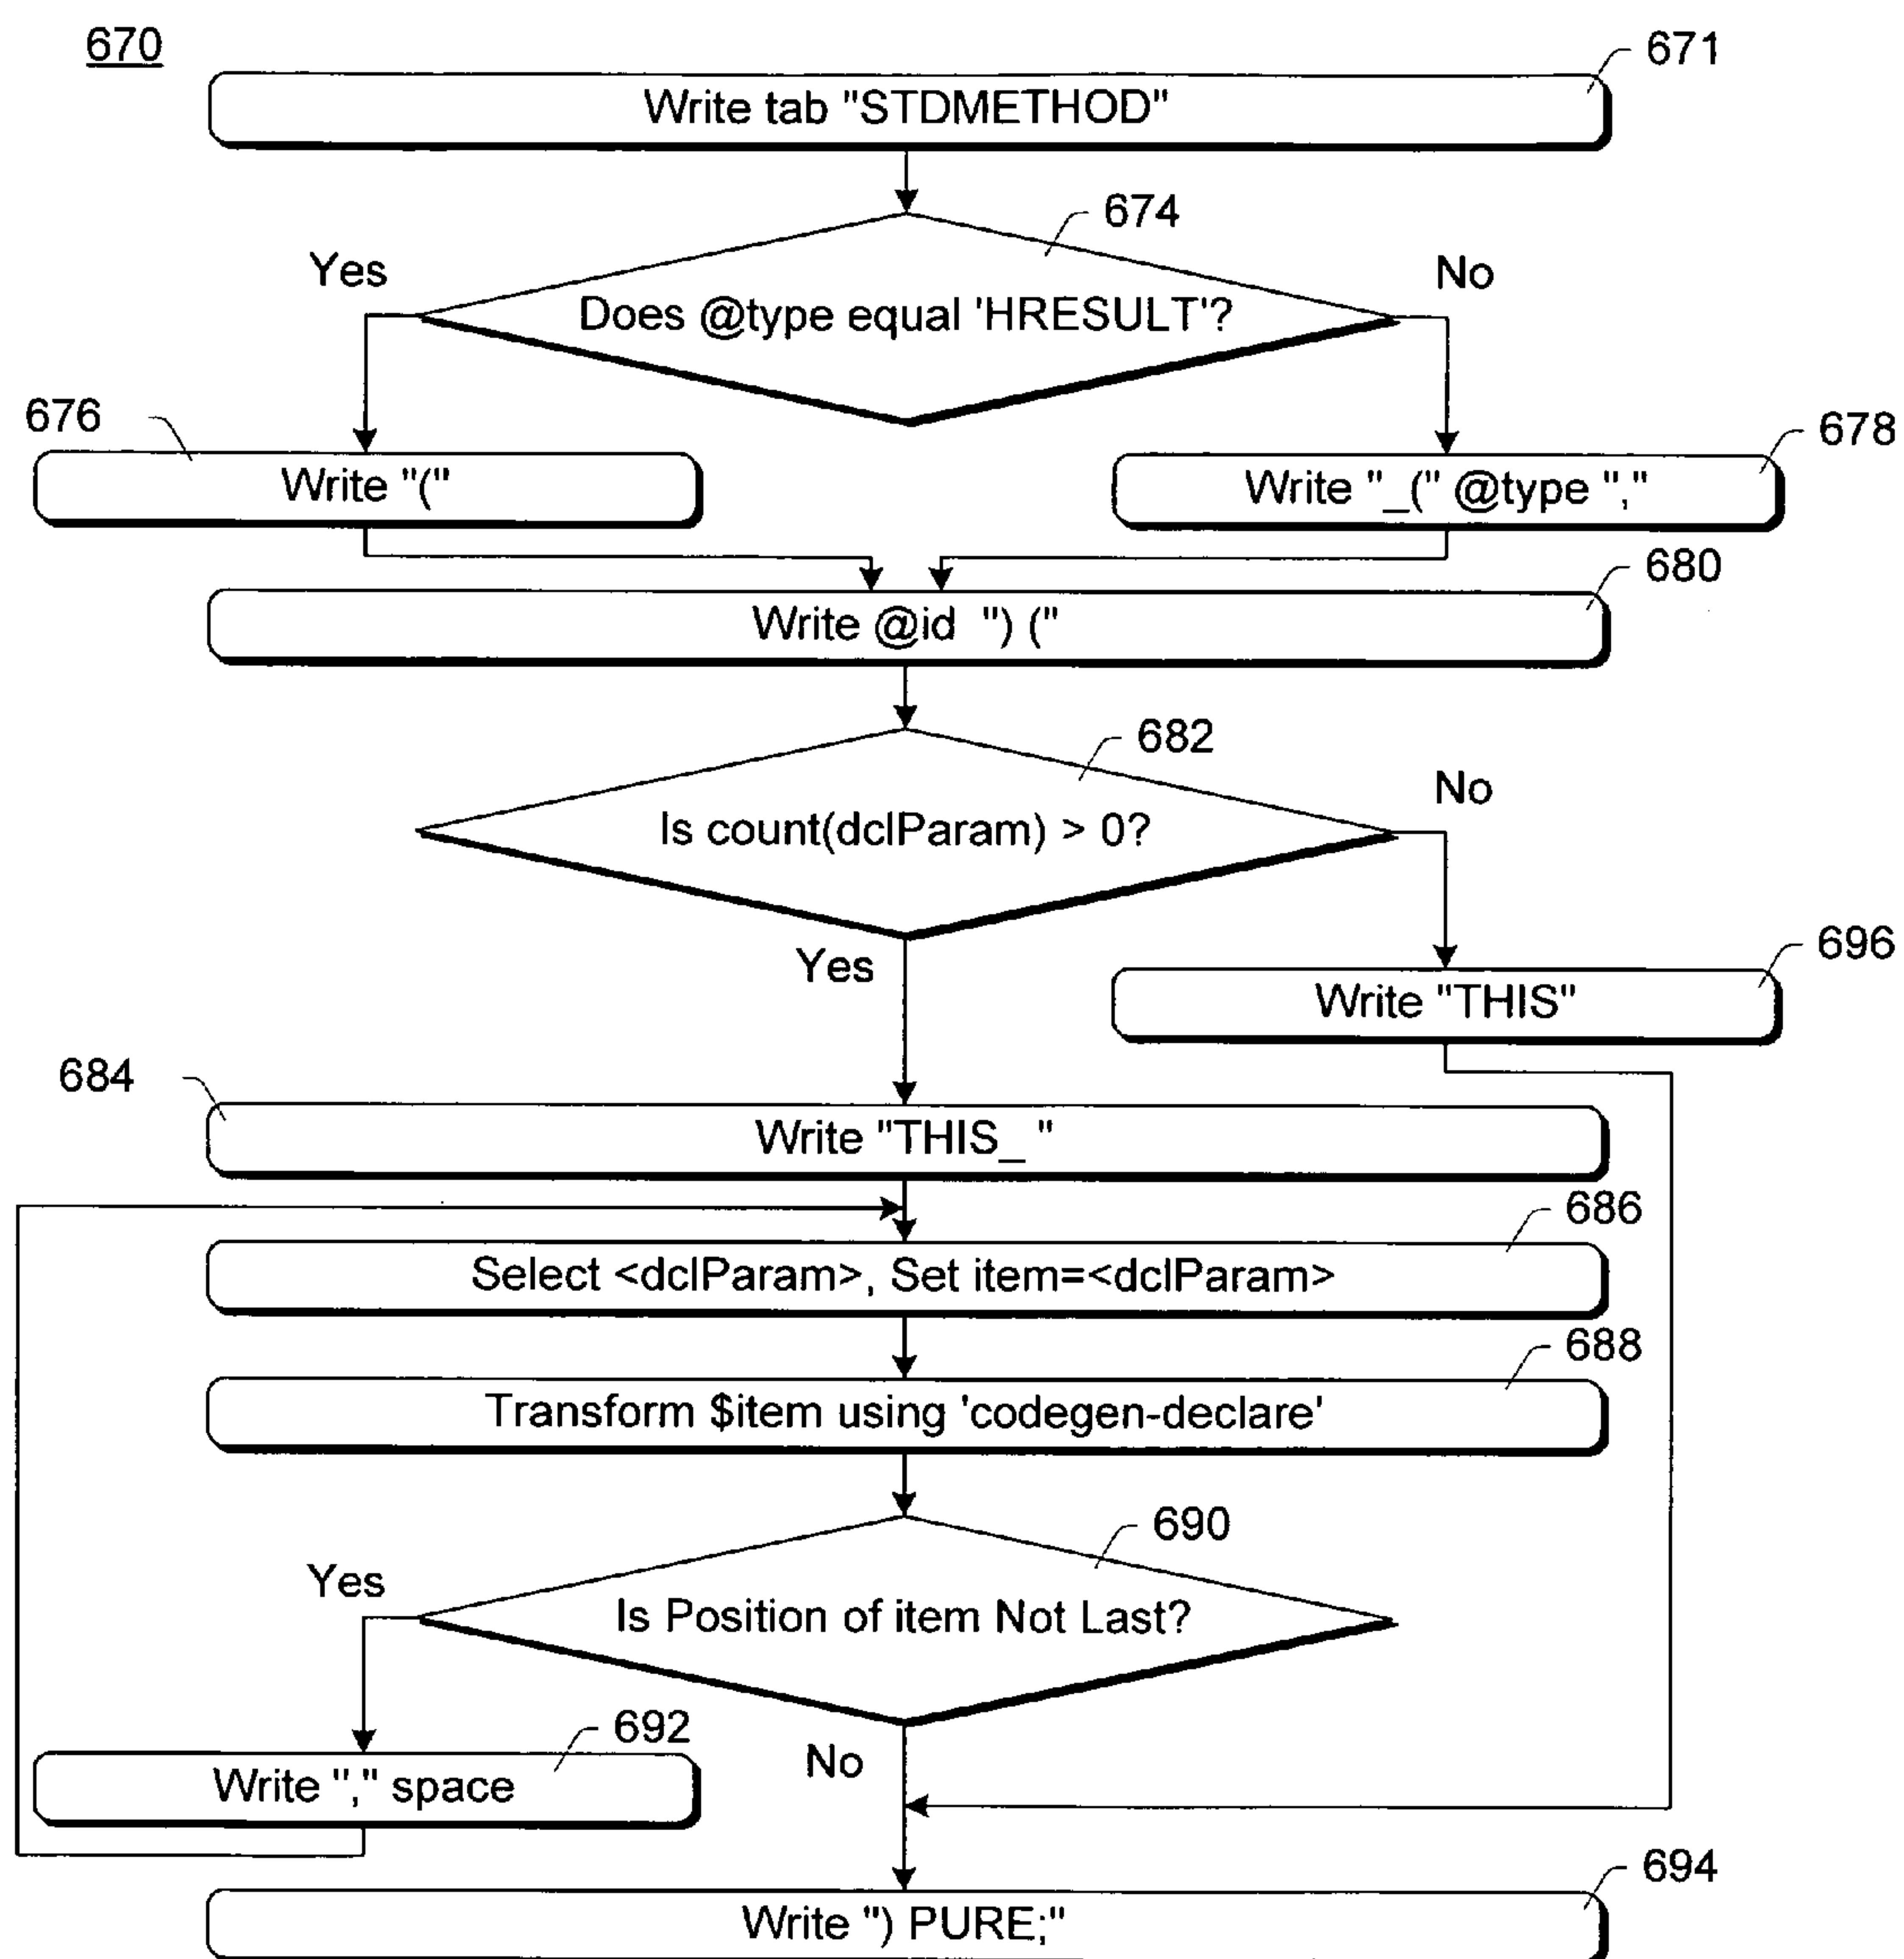 670
671
Write tab "STDMETHOD"
674
Yes
No
Does @type equal 'HRESULT'?
676
678
Write "("
Write "_(" @type ","
680
Write @id ") ("
682
No
Is count(dclParam) > 0?
Yes
696
Write "THIS"
684
Write "THIS_ "
686
Select <dclParam>, Set item=<dclParam>
688
Transform $item using 'codegen-declare'
690
Yes
Is Position of item Not Last?
692
No
Write "," space
694
Write ") PURE;"